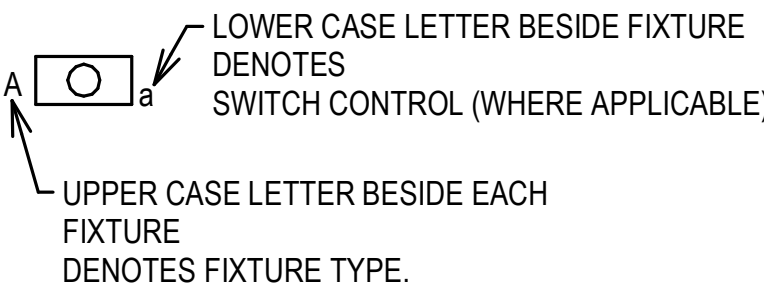 LOWER CASE LETTER BESIDE FIXTURE
DENOTES
SWITCH CONTROL (WHERE APPLICABLE)
A
a
UPPER CASE LETTER BESIDE EACH
FIXTURE
DENOTES FIXTURE TYPE.